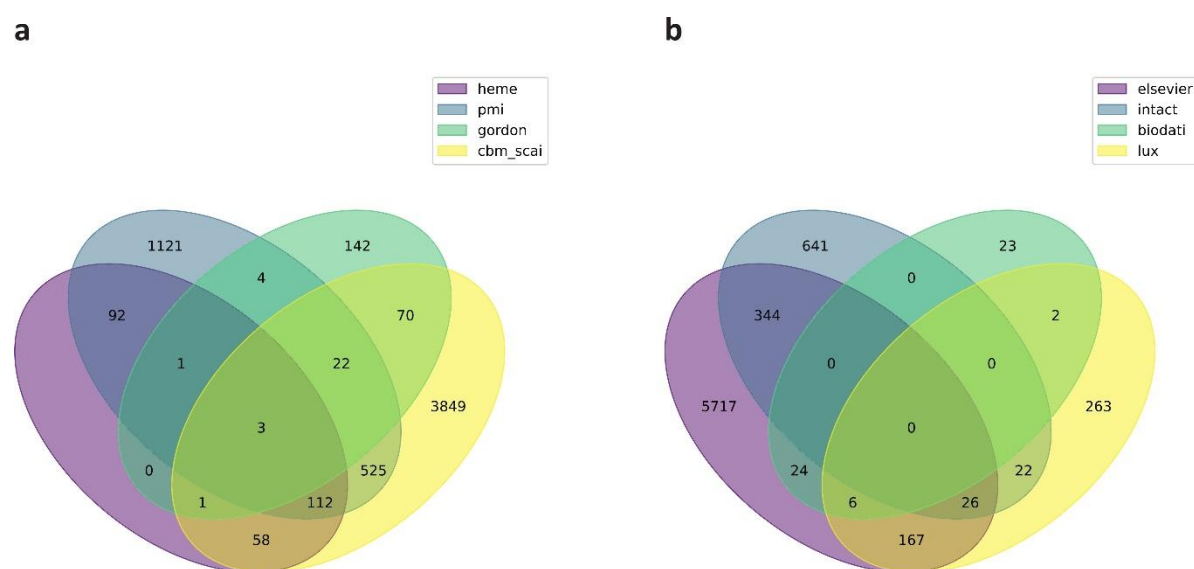 a
b
heme
pmi
gordon
cbm_scai
elsevier
intact
biodati
lux
1121
142
4
92
70
1
22
3849
3
0
525
1
112
58
641
23
0
344
2
0
0
5717
263
0
24
22
6
26
167